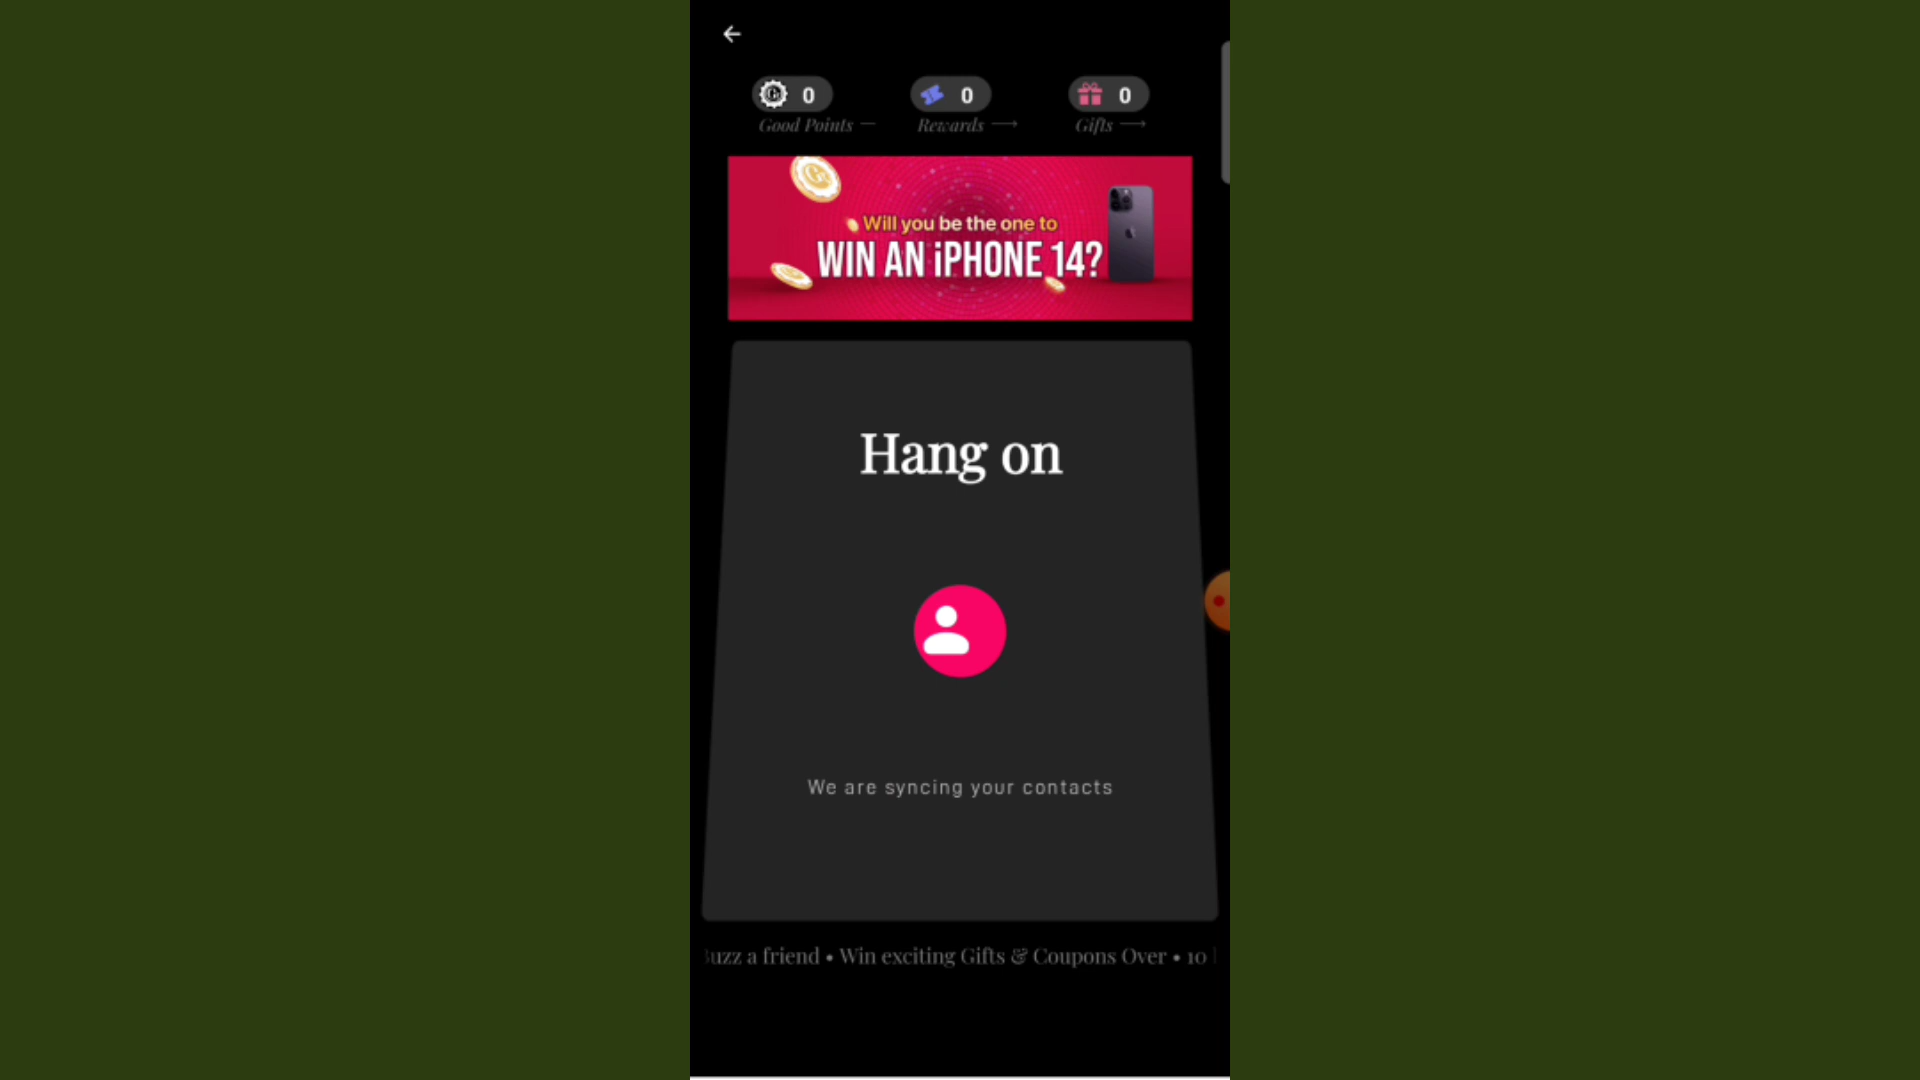 0 0 0
Good Points Rewards Gifts
Will you be the one to
WIN AN iPHONE 14?
Hang on
We are syncing your contacts
uzz a friend • Win exciting Gifts & Coupons Over • 10